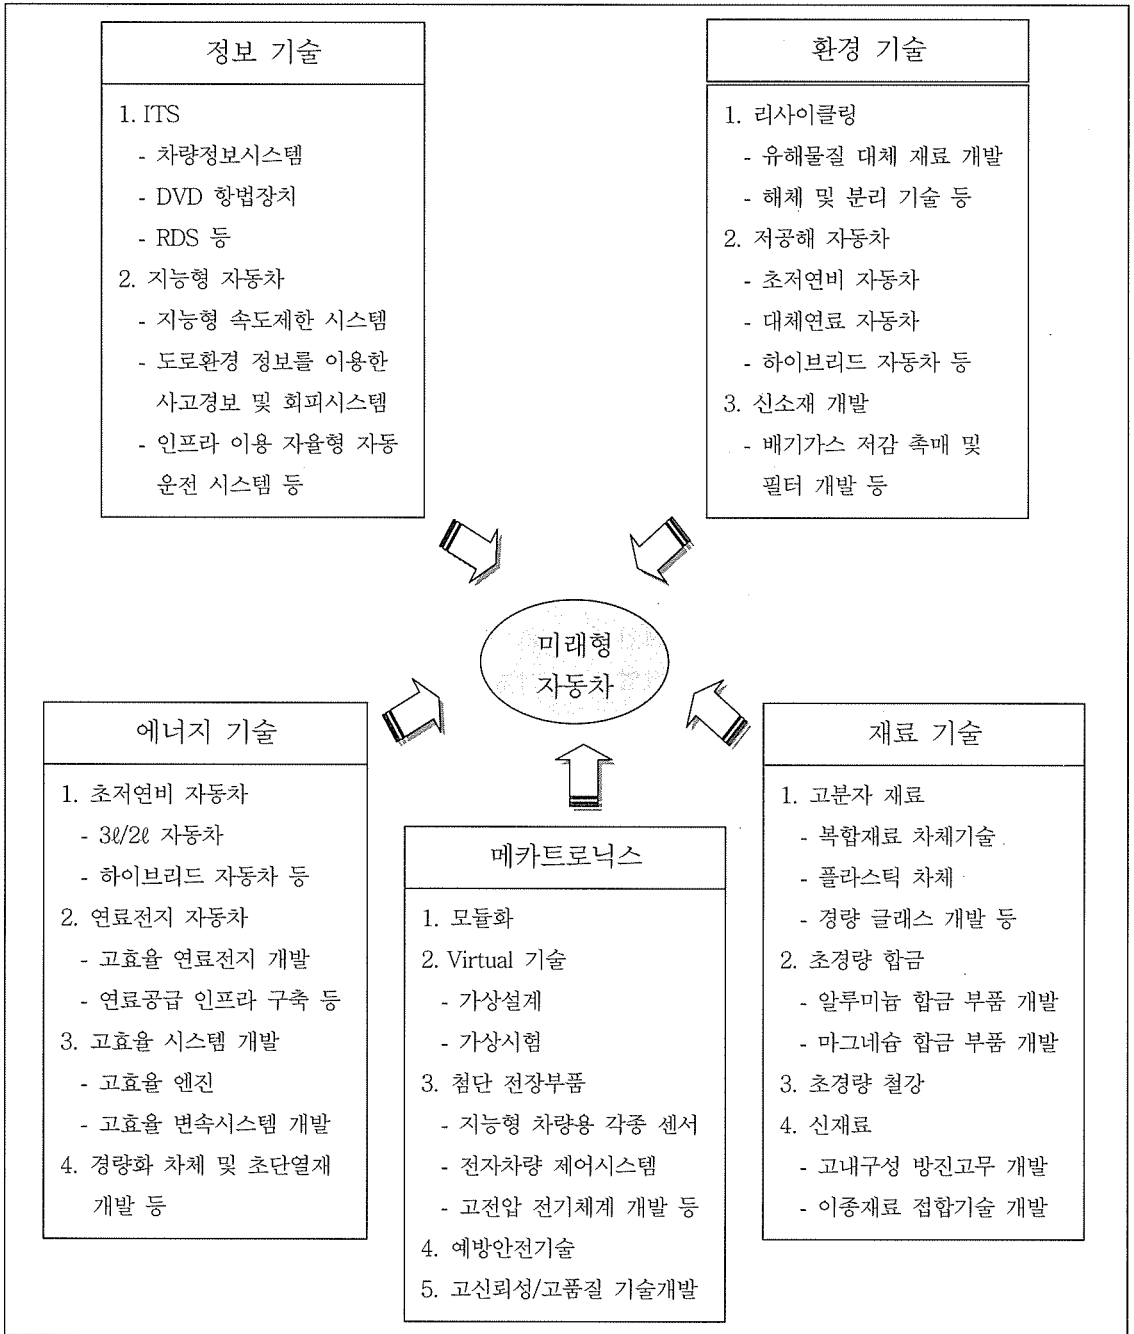 정보 기술
1. ITS
- 차량정보시스템
- DVD 항법장치
- RDS 등
2. 지능형 자동차
- 지능형 속도제한 시스템
- 도로환경 정보를 이용한
사고경보 및 회피시스템
- 인프라 이용 자율형 자동
운전 시스템 등
환경 기술
1. 리사이클링
- 유해물질 대체 재료 개발
- 해체 및 분리 기술 등
2. 저공해 자동차
- 초저연비 자동차
- 대체연료 자동차
- 하이브리드 자동차 등
3. 신소재 개발
- 배기가스 저감 촉매 및
필터 개발 등
미래형
자동차
에너지 기술
1. 초저연비 자동차
- 3ℓ/2ℓ 자동차
- 하이브리드 자동차 등
2. 연료전지 자동차
- 고효율 연료전지 개발
- 연료공급 인프라 구축 등
3. 고효율 시스템 개발
- 고효율 엔진
- 고효율 변속시스템 개발
4. 경량화 차체 및 초단열재
개발 등
메카트로닉스
1. 모듈화
2. Virtual 기술
- 가상설계
- 가상시험
3. 첨단 전장부품
- 지능형 차량용 각종 센서
- 전자차량 제어시스템
- 고전압 전기체계 개발 등
4. 예방안전기술
5. 고신뢰성/고품질 기술개발
재료 기술
1. 고분자 재료
- 복합재료 차체기술
- 플라스틱 차체
- 경량 글래스 개발 등
2. 초경량 합금
- 알루미늄 합금 부품 개발
- 마그네슘 합금 부품 개발
3. 초경량 철강
4. 신재료
- 고내구성 방진고무 개발
- 이종재료 접합기술 개발